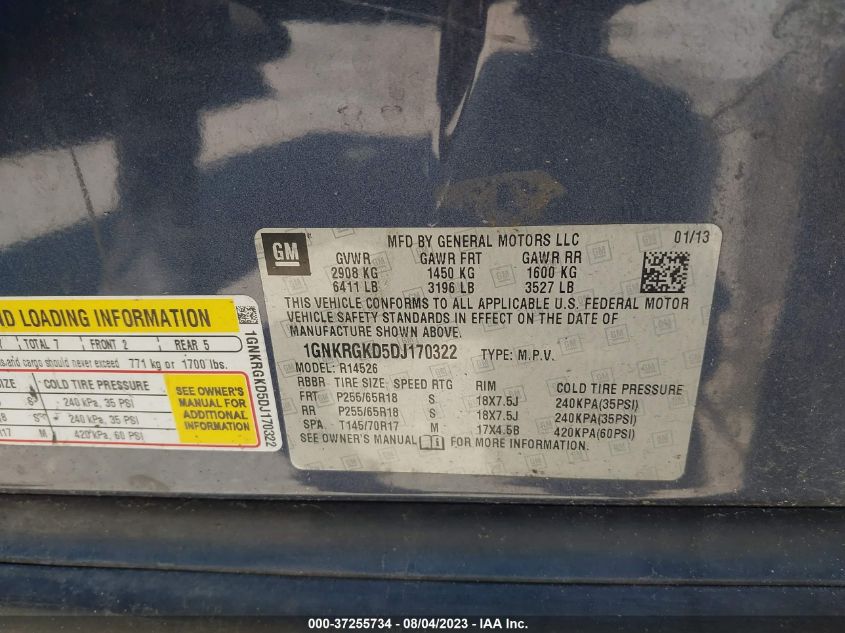 GM
MFD BY GENERAL MOTORS LLC 01/13
GVWR GAWR FRT GAWR RR
2908 KG 1450 KG 1600 KG
6411 LB 3196 LB 3527 LB
THIS VEHICLE CONFORMS TO ALL APPLICABLE U.S. FEDERAL MOTOR
VEHICLE SAFETY STANDARDS IN EFFECT ON THE DATE OF
MANUFACTURE SHOWN ABOVE.
1GNKRGKD5DJ170322 TYPE: M.P.V.
MODEL: R14526
RBBR TIRE SIZE SPEED RTG RIM COLD TIRE PRESSURE
FRT P255/65R18 S 18X7.5J 240KPA(35PSI)
RR P255/65R18 S 18X7.5J 240KPA(35PSI)
SPA T145/70R17 M 17X4.5B 420KPA(60PSI)
SEE OWNER'S MANUAL FOR MORE INFORMATION.
LOADING INFORMATION
TOTAL 7 FRONT 2 REAR 5
cargo should never exceed 771 kg or 1700 lbs.
COLD TIRE PRESSURE
S 240 kPa, 35 PSI
S 240 kPa, 35 PSI
M 420 kPa, 60 PSI
SEE OWNER'S
MANUAL FOR
ADDITIONAL
INFORMATION
1GNKRGKD5DJ170322
000-37255734 - 08/04/2023 - IAA Inc.